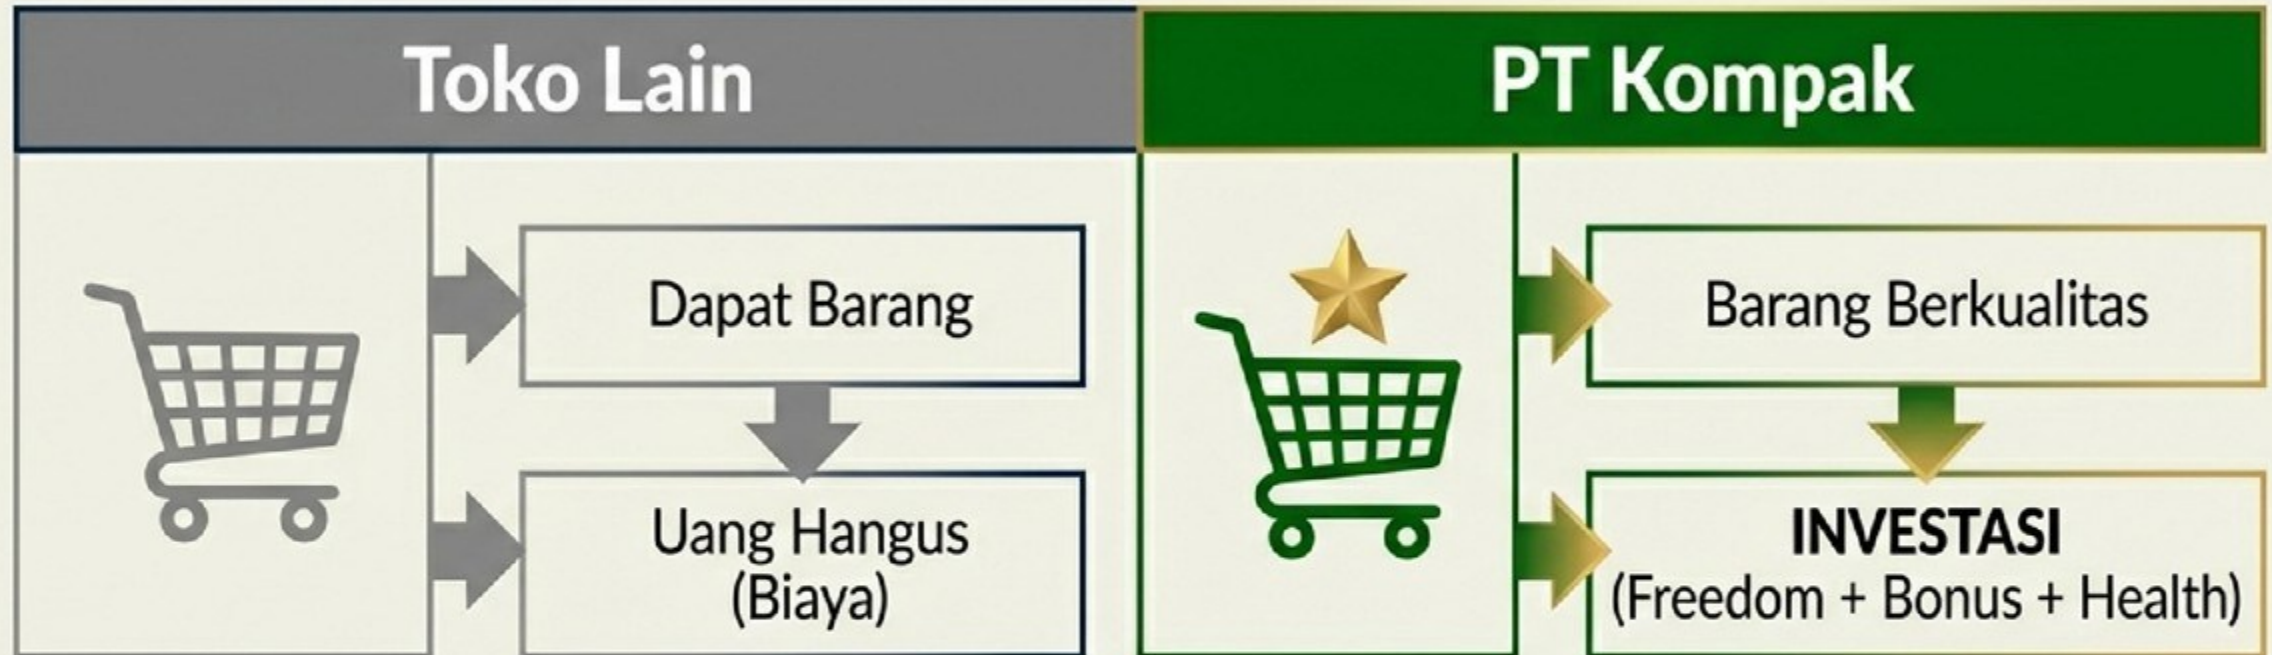 Toko Lain
Dapat Barang
Uang Hangus
(Biaya)
PT Kompak
Barang Berkualitas
INVESTASI
(Freedom + Bonus + Health)